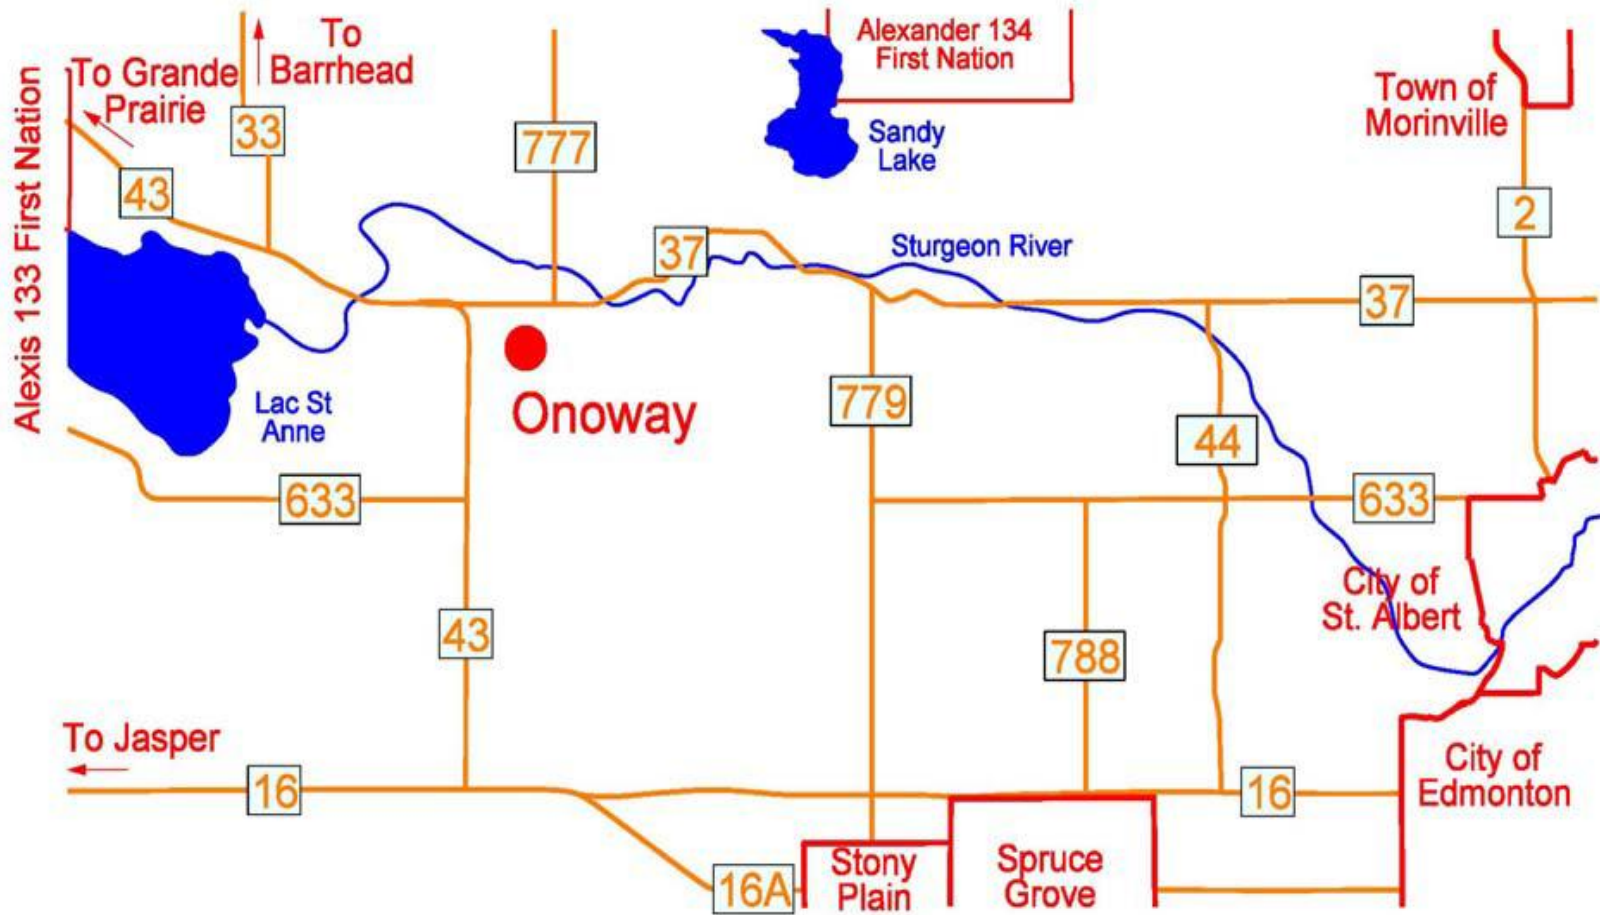 To
Barrhead
To Grande
Prairie
Alexis 133 First Nation
33
43
777
Alexander 134
First Nation
Sandy
Lake
Town of
Morinville
2
37
Sturgeon River
37
Onoway
Lac St
Anne
779
44
633
633
43
788
City of
St. Albert
To Jasper
16
16
City of
Edmonton
16A
Stony
Plain
Spruce
Grove